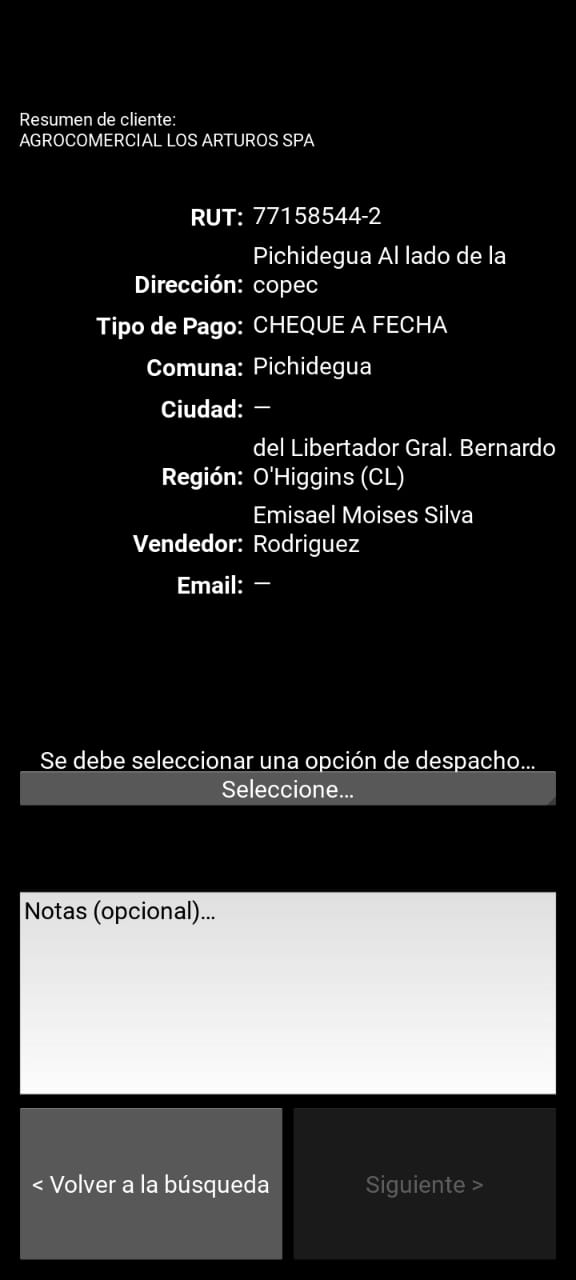 Resumen de cliente:
AGROCOMERCIAL LOS ARTUROS SPA
RUT: 77158544-2
Dirección: Pichidegua Al lado de la
copec
Tipo de Pago: CHEQUE A FECHA
Comuna: Pichidegua
Ciudad: —
Región: del Libertador Gral. Bernardo
O'Higgins (CL)
Vendedor: Emisael Moises Silva
Rodriguez
Email: —
Se debe seleccionar una opción de despacho...
Seleccione...
Notas (opcional)...
< Volver a la búsqueda
Siguiente >